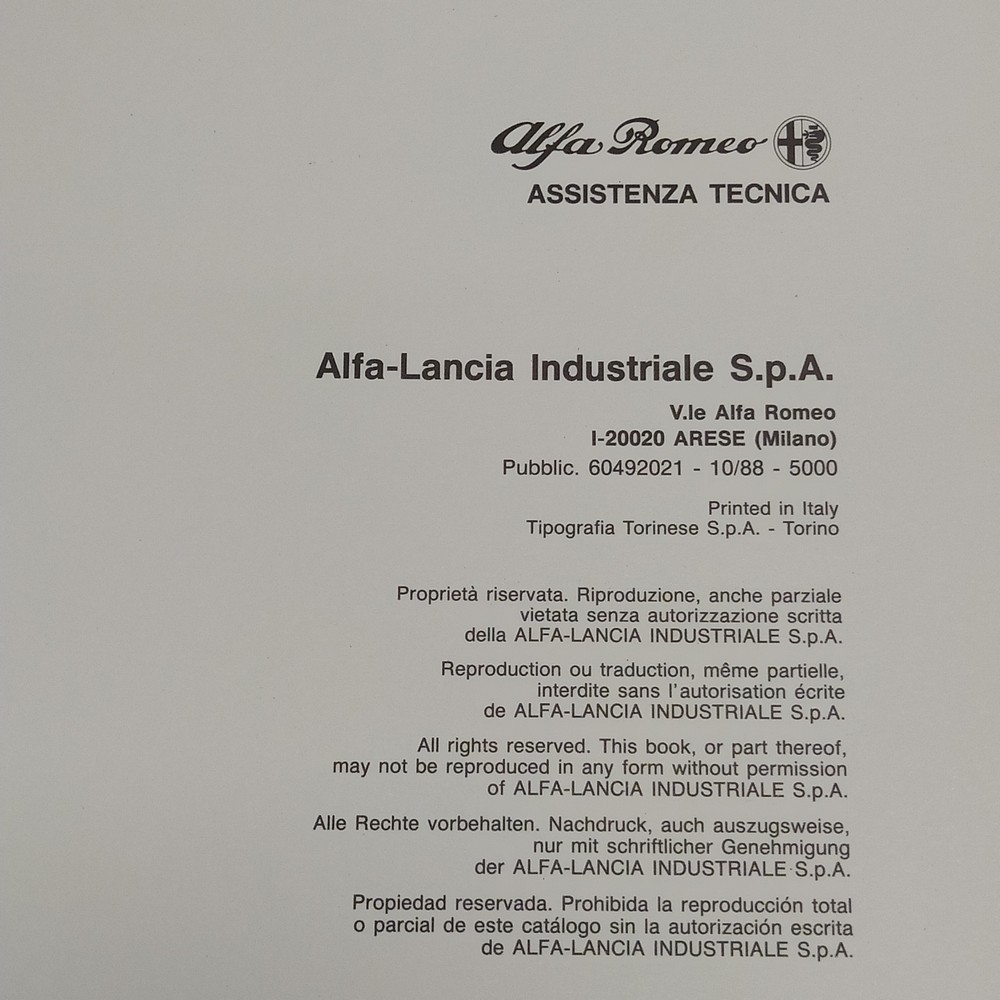 Alfa Romeo
ASSISTENZA TECNICA
Alfa-Lancia Industriale S.p.A.
V.le Alfa Romeo
I-20020 ARESE (Milano)
Pubblic. 60492021 - 10/88 - 5000
Printed in Italy
Tipografia Torinese S.p.A. - Torino
Proprietà riservata. Riproduzione, anche parziale
vietata senza autorizzazione scritta
della ALFA-LANCIA INDUSTRIALE S.p.A.
Reproduction ou traduction, même partielle,
interdite sans l'autorisation écrite
de ALFA-LANCIA INDUSTRIALE S.p.A.
All rights reserved. This book, or part thereof,
may not be reproduced in any form without permission
of ALFA-LANCIA INDUSTRIALE S.p.A.
Alle Rechte vorbehalten. Nachdruck, auch auszugsweise,
nur mit schriftlicher Genehmigung
der ALFA-LANCIA INDUSTRIALE S.p.A.
Propiedad reservada. Prohibida la reproducción total
o parcial de este catálogo sin la autorización escrita
de ALFA-LANCIA INDUSTRIALE S.p.A.